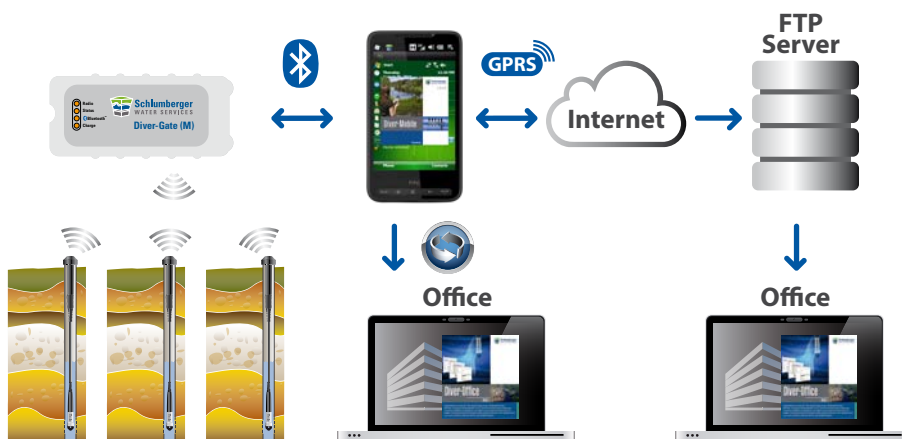 FTP
Server
GPRS
Internet
Radio
Status
Bluetooth
Charge
Schlumberger
WATER SERVICES
Diver-Gate (M)
Diver-Mobile
Office
Diver-Office
Office
Diver-Office